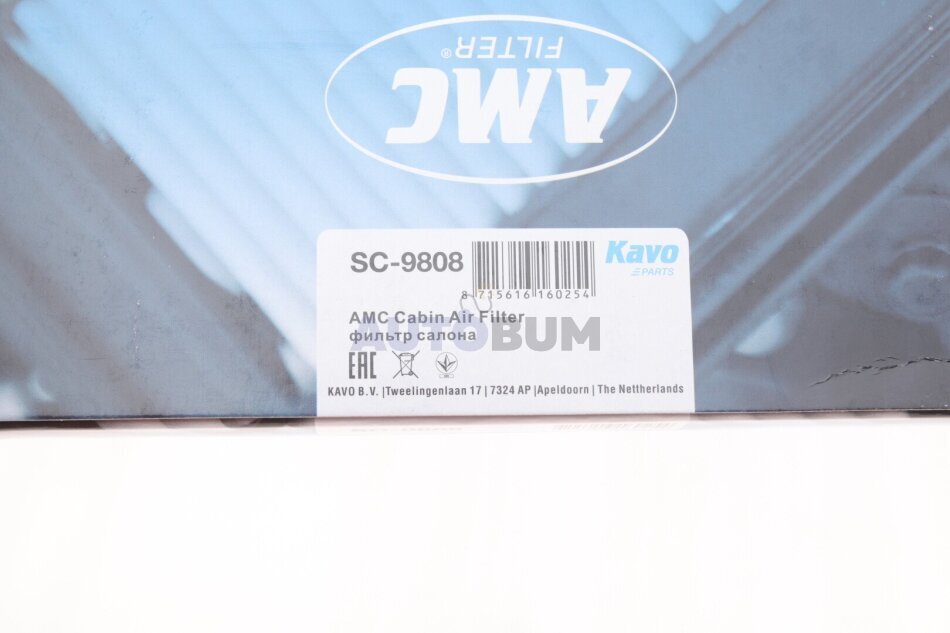 AMC
FILTER®
SC-9808
Kavo
PARTS
8 715616 160254
AMC Cabin Air Filter
AUTOBUM
фильтр салона
EAC
KAVO B.V. |Tweelingenlaan 17 | 7324 AP |Apeldoorn | The Nettherlands